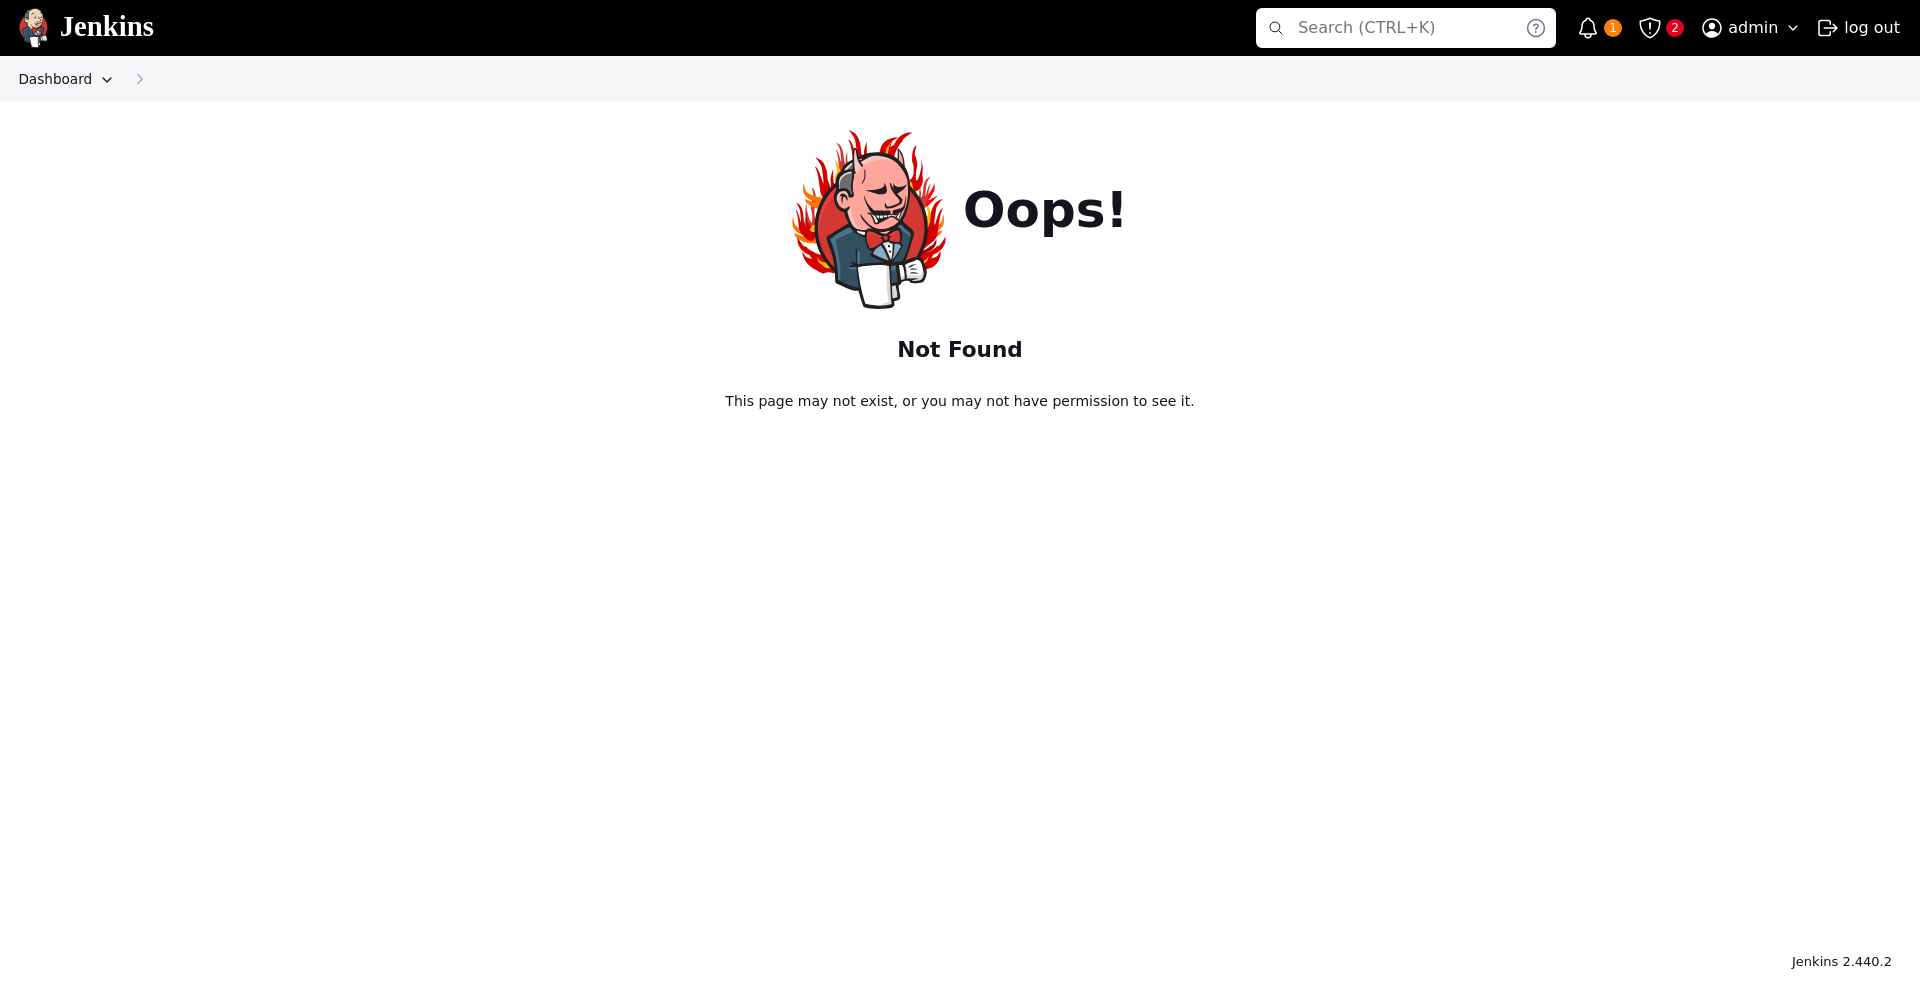 Jenkins
Search (CTRL+K)
1
2
admin
log out
Dashboard
Oops!
Not Found
This page may not exist, or you may not have permission to see it.
Jenkins 2.440.2